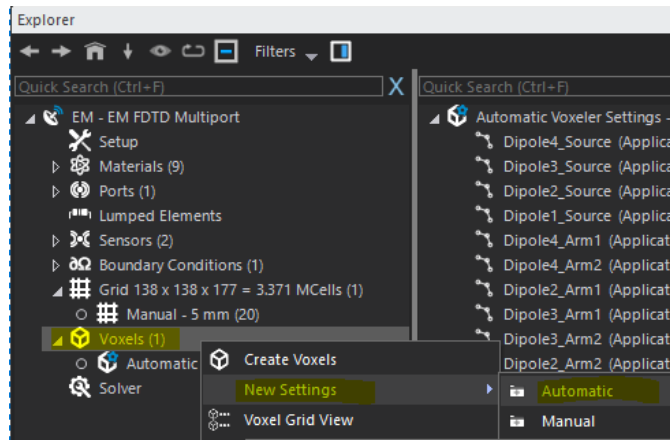 Explorer
Filters
Quick Search (Ctrl+F)
X
EM - EM FDTD Multiport
Setup
Materials (9)
Ports (1)
Lumped Elements
Sensors (2)
Boundary Conditions (1)
Grid 138 x 138 x 177 = 3.371 MCells (1)
Manual - 5 mm (20)
Voxels (1)
Automatic
Solver
Quick Search (Ctrl+F)
Automatic Voxeler Settings -
Dipole4_Source (Applica
Dipole3_Source (Applica
Dipole2_Source (Applica
Dipole1_Source (Applica
Dipole4_Arm1 (Applicat
Dipole4_Arm2 (Applicat
Dipole2_Arm1 (Applicat
Dipole3_Arm1 (Applicat
Dipole3_Arm2 (Applicat
Dipole2_Arm2 (Applicat
Create Voxels
New Settings
Voxel Grid View
Automatic
Manual